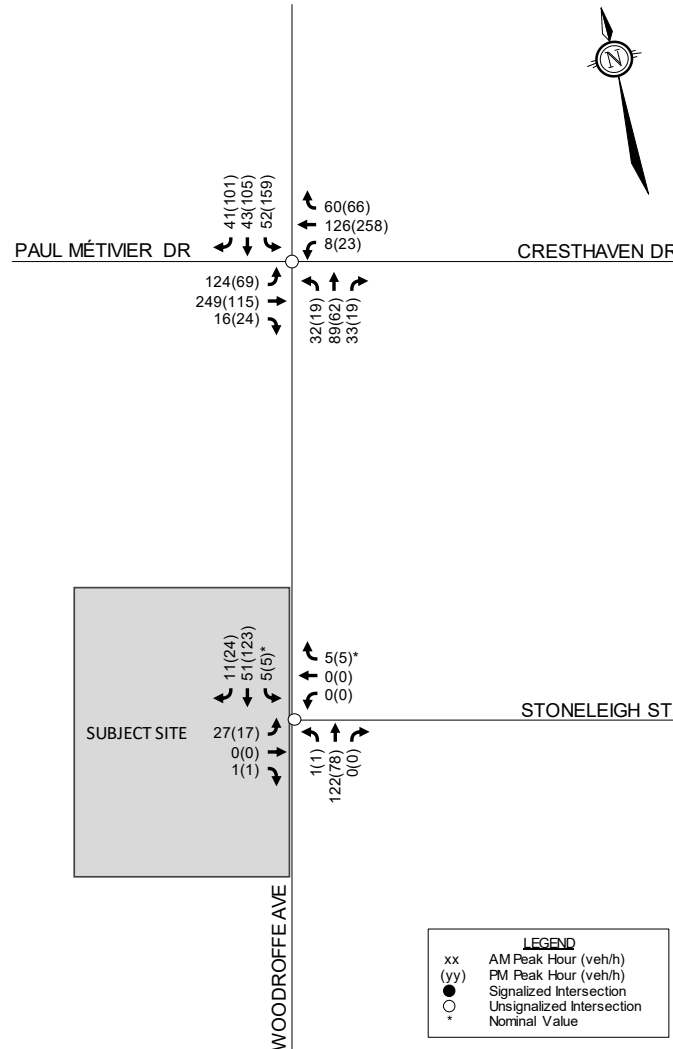 N
41(101)
43(105)
52(159)
60(66)
126(258)
8(23)
PAUL MÉTIVIER DR
CRESTHAVEN DR
124(69)
249(115)
16(24)
32(19)
89(62)
33(19)
11(24)
51(123)
5(5)*
5(5)*
0(0)
0(0)
STONELEIGH ST
SUBJECT SITE
27(17)
0(0)
1(1)
1(1)
122(78)
0(0)
WOODROFFE AVE
LEGEND
xx AM Peak Hour (veh/h)
(yy) PM Peak Hour (veh/h)
Signalized Intersection
Unsignalized Intersection
* Nominal Value